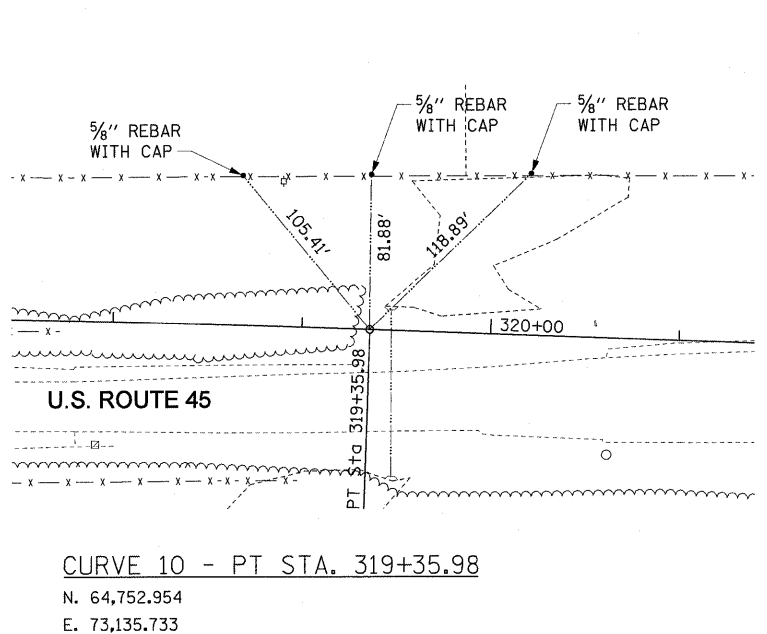 ⅝" REBAR
WITH CAP
⅝" REBAR
WITH CAP
⅝" REBAR
WITH CAP
105.41'
81.88'
118.89'
320+00
PT Sta 319+35.98
U.S. ROUTE 45
CURVE 10 - PT STA. 319+35.98
N. 64,752.954
E. 73,135.733